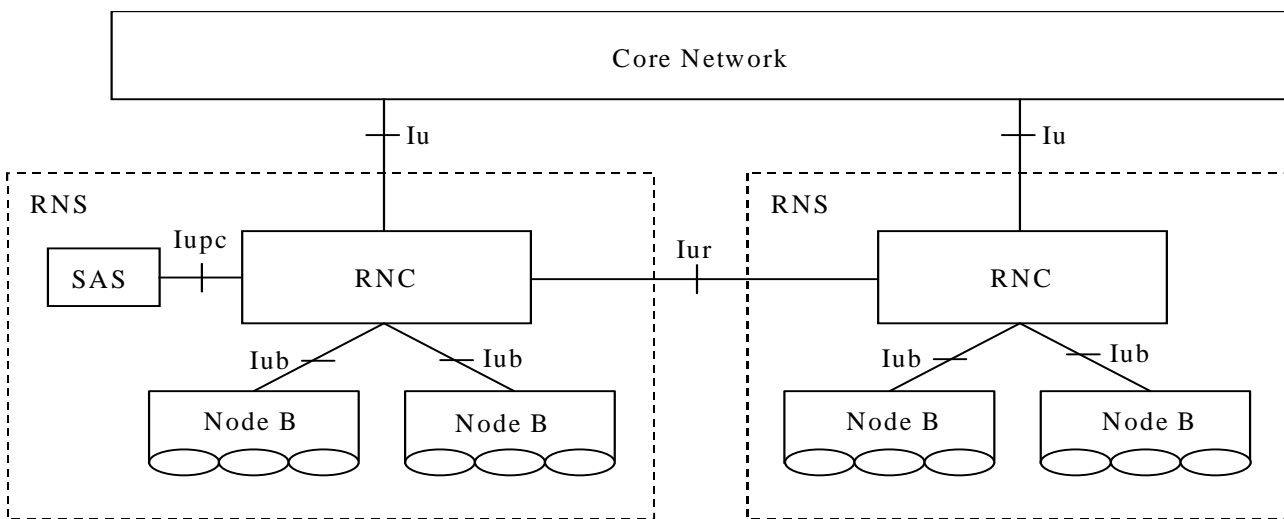 Core Network
Iu
Iu
RNS
RNS
Iupc
Iur
SAS
RNC
RNC
Iub
Iub
Iub
Iub
Node B
Node B
Node B
Node B